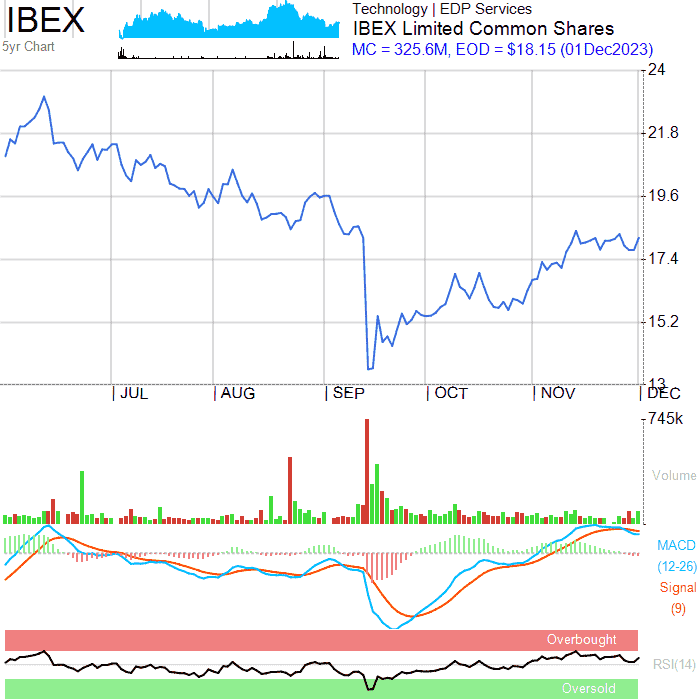 IBEX
5yr Chart
Technology | EDP Services
IBEX Limited Common Shares
MC = 325.6M, EOD = $18.15 (01Dec2023)
24
21.8
19.6
17.4
15.2
13
JUL
AUG
SEP
OCT
NOV
DEC
745k
Volume
MACD
(12-26)
Signal
(9)
Overbought
RSI(14)
Oversold